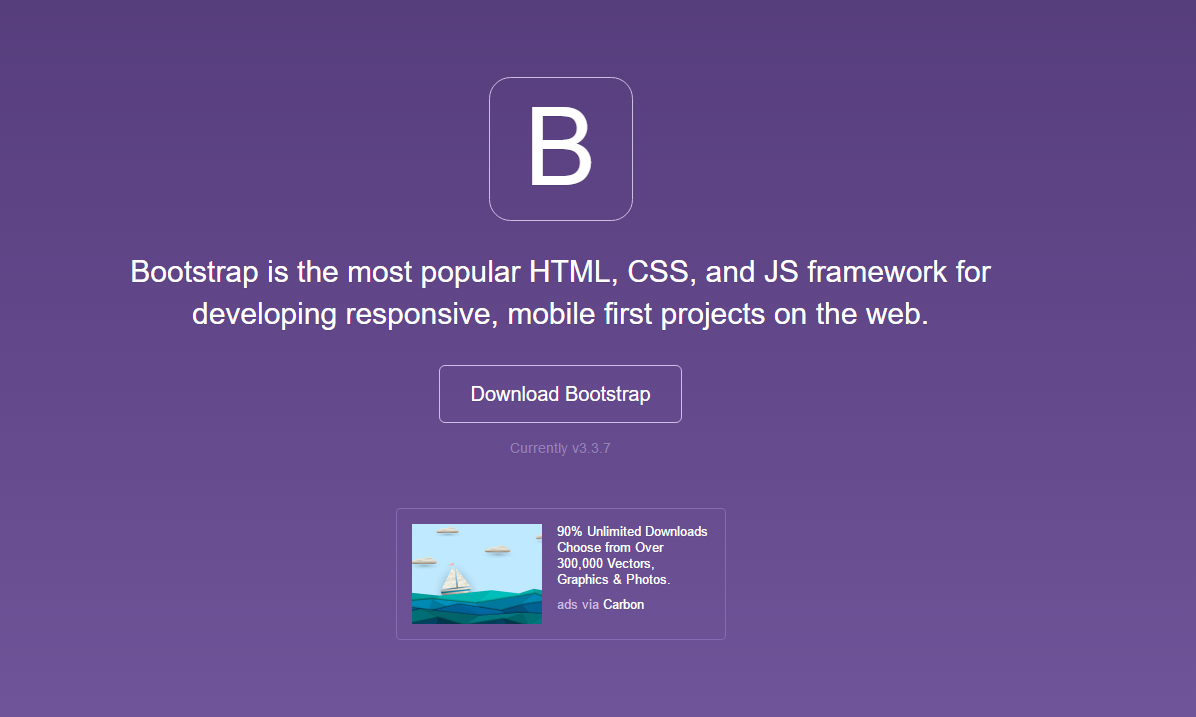 B
Bootstrap is the most popular HTML, CSS, and JS framework for
developing responsive, mobile first projects on the web.
Download Bootstrap
Currently v3.3.7
90% Unlimited Downloads
Choose from Over
300,000 Vectors,
Graphics & Photos.
ads via Carbon